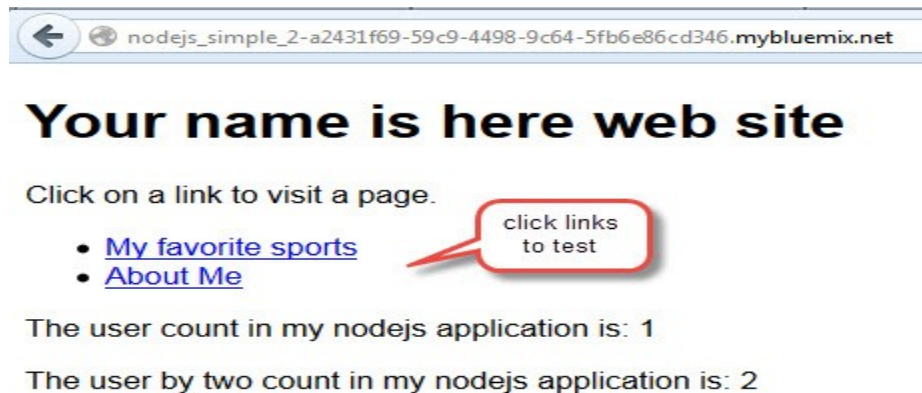 nodejs_simple_2-a2431f69-59c9-4498-9c64-5fb6e86cd346.mybluemix.net
Your name is here web site
Click on a link to visit a page.
click links
to test
• My favorite sports
• About Me
The user count in my nodejs application is: 1
The user by two count in my nodejs application is: 2